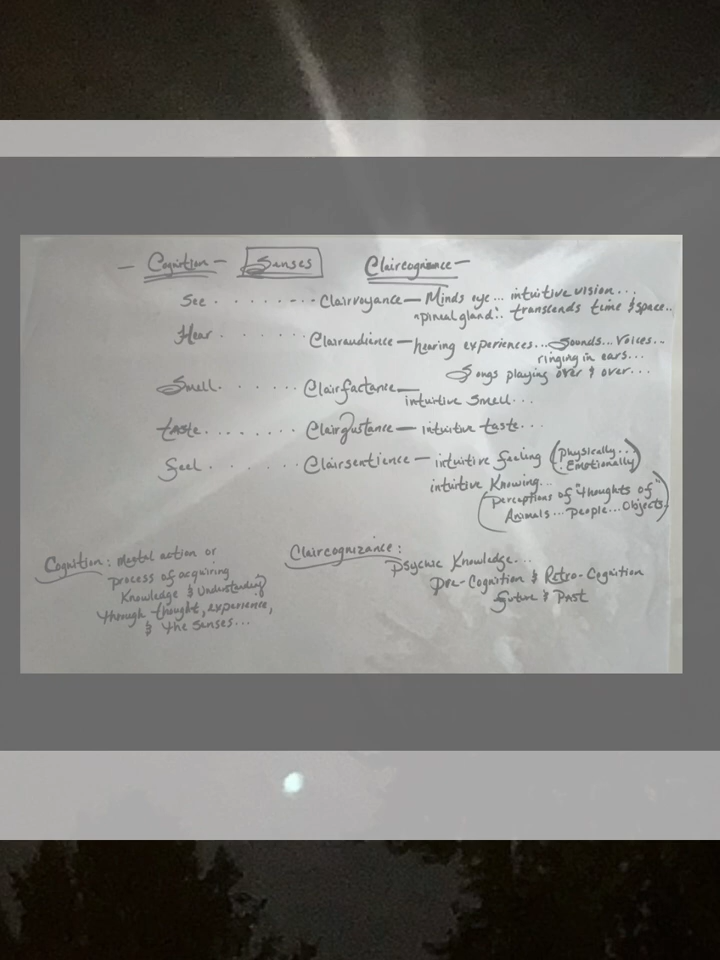 — Cognition — Senses Claircognance —
See . . . . . . . . . Clairvoyance — Minds eye... intuitive vision...
"pineal gland".. transcends time & space..
Hear . . . . . . . Clairaudience — hearing experiences... Sounds... Voices...
ringing in ears...
Songs playing over & over...
Smell . . . . . . . Clairfactance —
intuitive smell...
taste . . . . . . . . Clairgustance — intuitive taste...
Feel . . . . . . . Clairsentience — intuitive feeling (Physically... Emotionally)
intuitive Knowing...
(Perceptions of "thoughts of"
Animals... people... Objects)
Cognition: Mental action or
process of acquiring
Knowledge & Understanding
through thought, experience,
& the senses...
Claircognizance:
Psychic Knowledge...
Pre-Cognition & Retro-Cognition
Future & Past